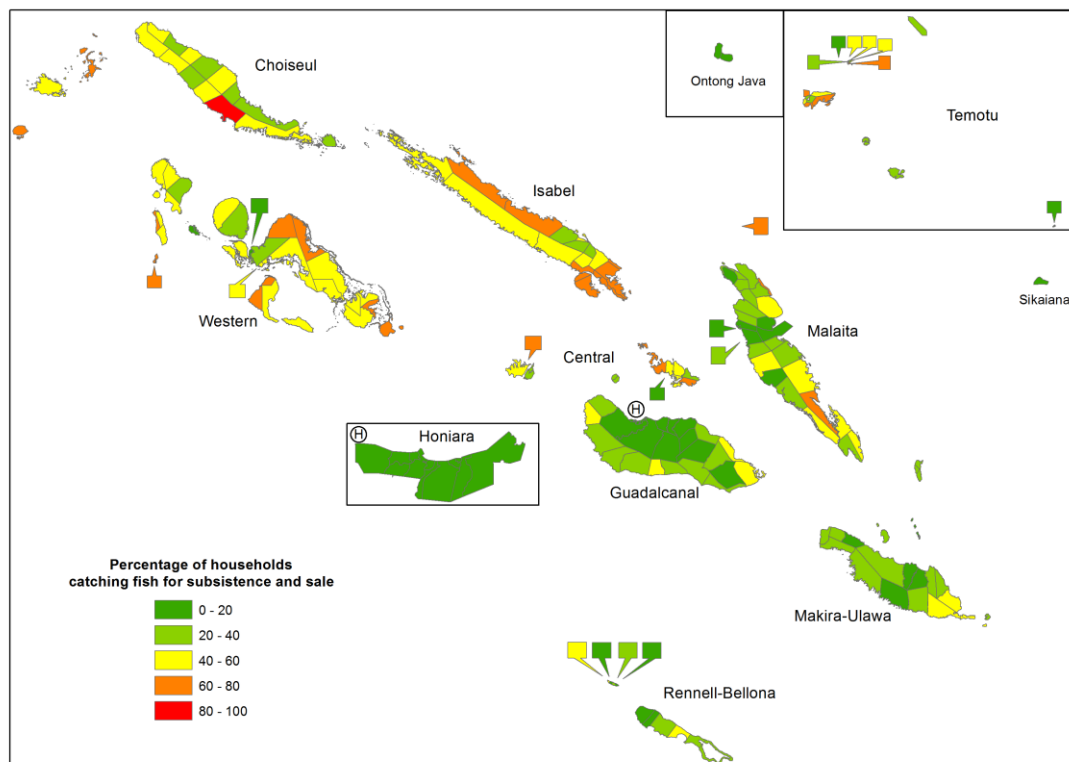 Choiseul
Ontong Java
Temotu
Isabel
Sikaiana
Western
Malaita
Central
H
H
Honiara
Guadalcanal
Percentage of households
catching fish for subsistence and sale
0 - 20
20 - 40
40 - 60
60 - 80
80 - 100
Makira-Ulawa
Rennell-Bellona